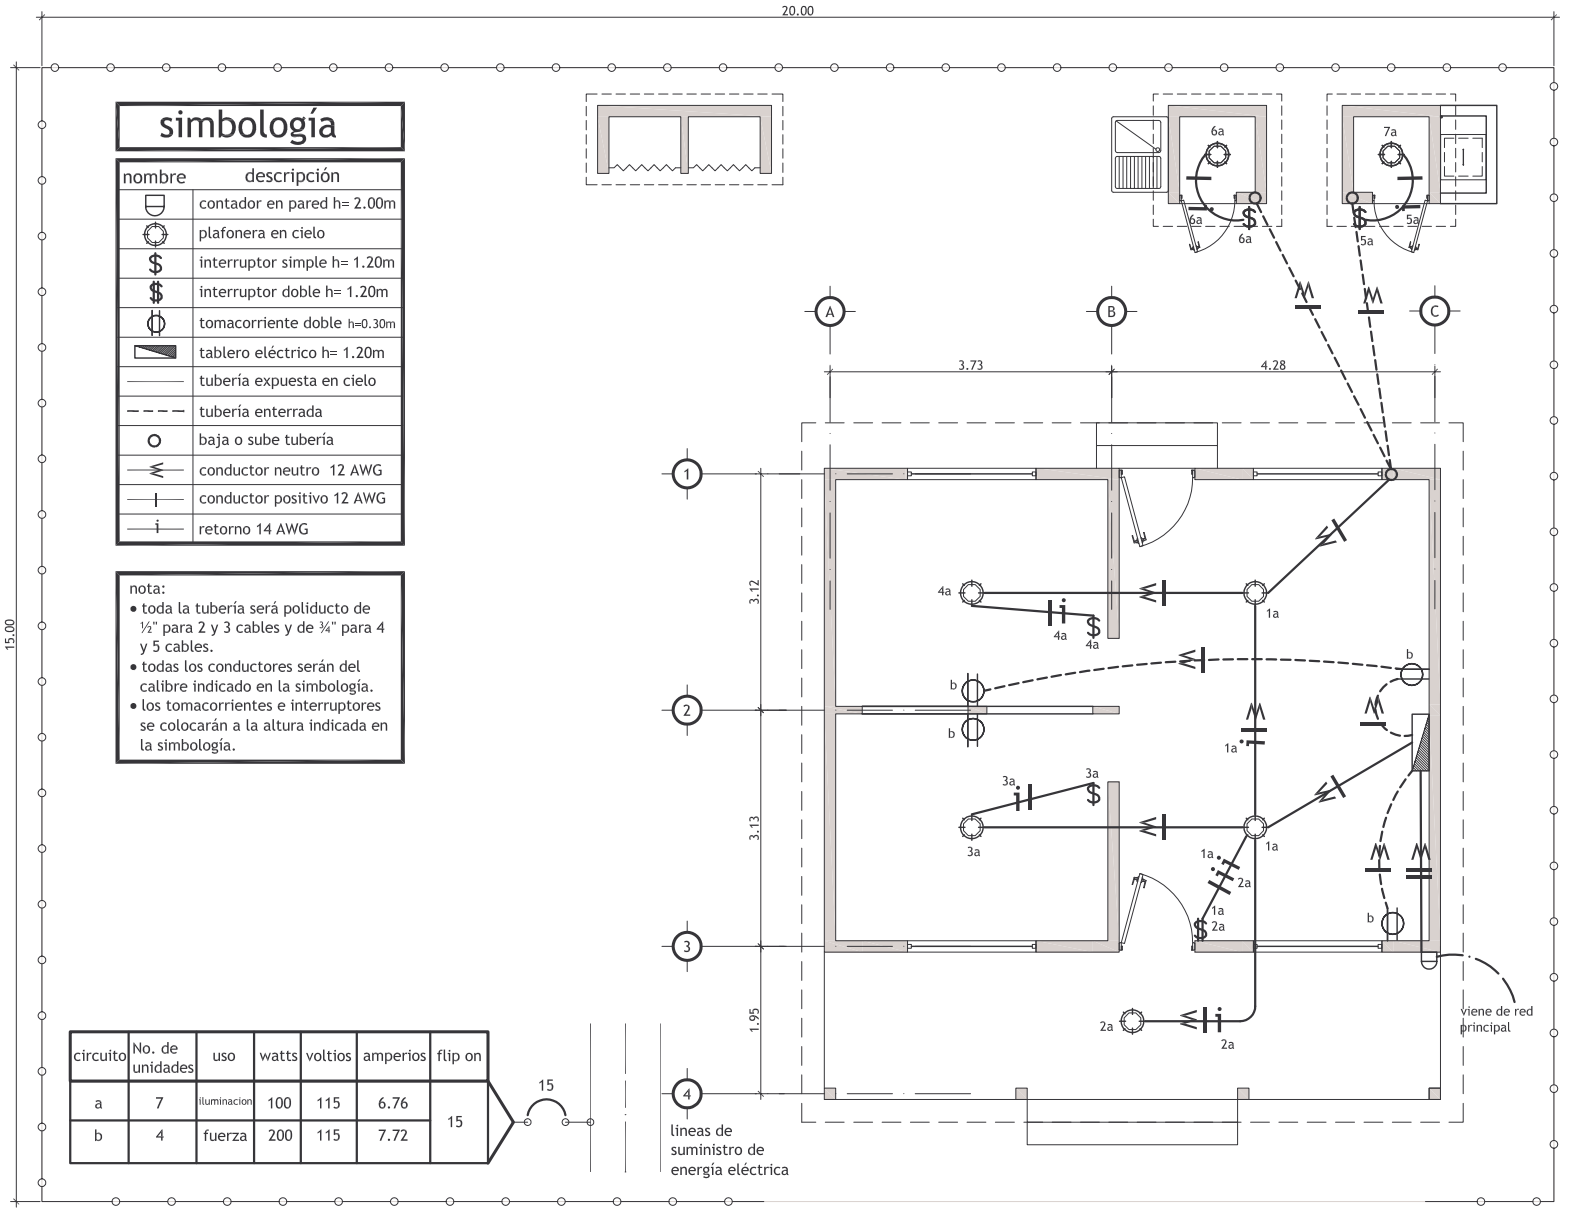 20.00
15.00
simbología
nombre descripción
contador en pared h= 2.00m
plafonera en cielo
$ interruptor simple h= 1.20m
interruptor doble h= 1.20m
tomacorriente doble h=0.30m
tablero eléctrico h= 1.20m
tubería expuesta en cielo
tubería enterrada
baja o sube tubería
conductor neutro 12 AWG
conductor positivo 12 AWG
i retorno 14 AWG
nota:
• toda la tubería será poliducto de
½" para 2 y 3 cables y de ¾" para 4
y 5 cables.
• todas los conductores serán del
calibre indicado en la simbología.
• los tomacorrientes e interruptores
se colocarán a la altura indicada en
la simbología.
6a
7a
i
i
6a
$
$
5a
6a
5a
A
B
C
3.73
4.28
1
3.12
4a
1a
i
4a
$
4a
b
b
2
b
1a
i
3.13
3a
3a
i
$
3a
1a
1a
i
i
2a
1a
2a
$
b
3
1.95
2a
i
2a
viene de red
principal
4
lineas de
suministro de
energía eléctrica
circuito No. de unidades uso watts voltios amperios flip on
a 7 iluminacion 100 115 6.76
b 4 fuerza 200 115 7.72
15
15